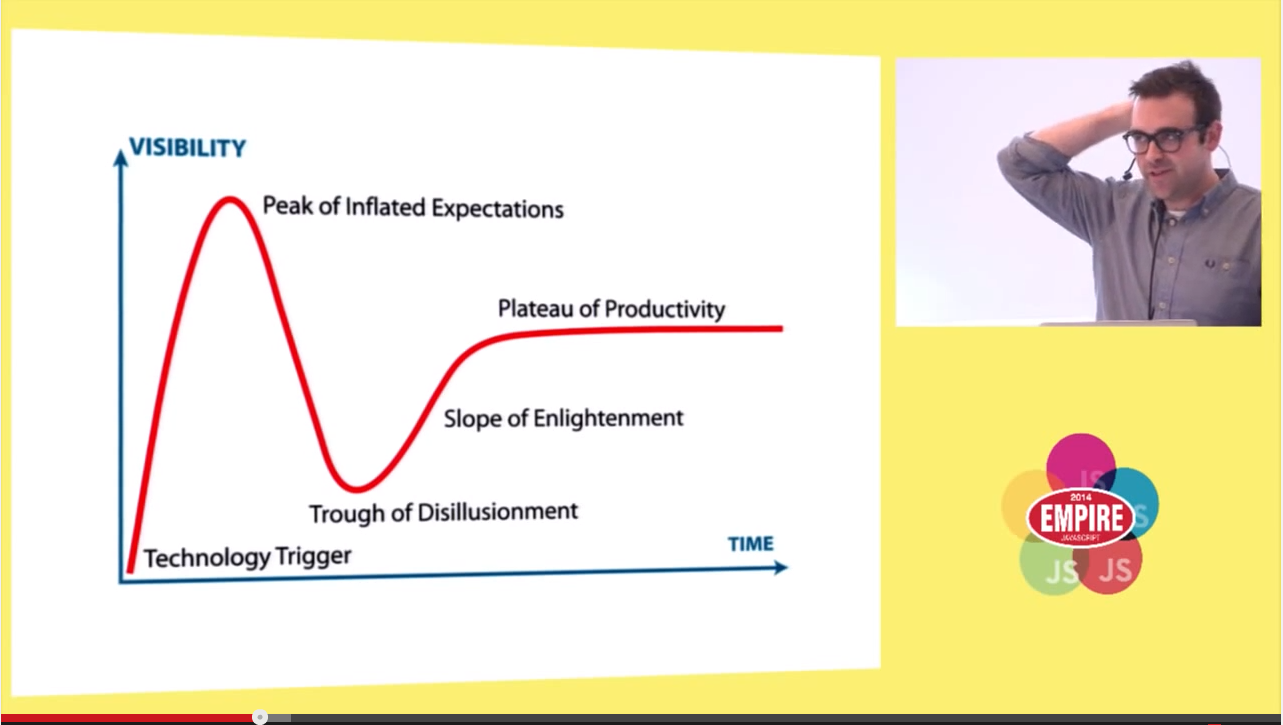 VISIBILITY
Peak of Inflated Expectations
Plateau of Productivity
Slope of Enlightenment
Trough of Disillusionment
TIME
Technology Trigger
JS
2014
EMPIRE
JAVASCRIPT
S
JS
JS